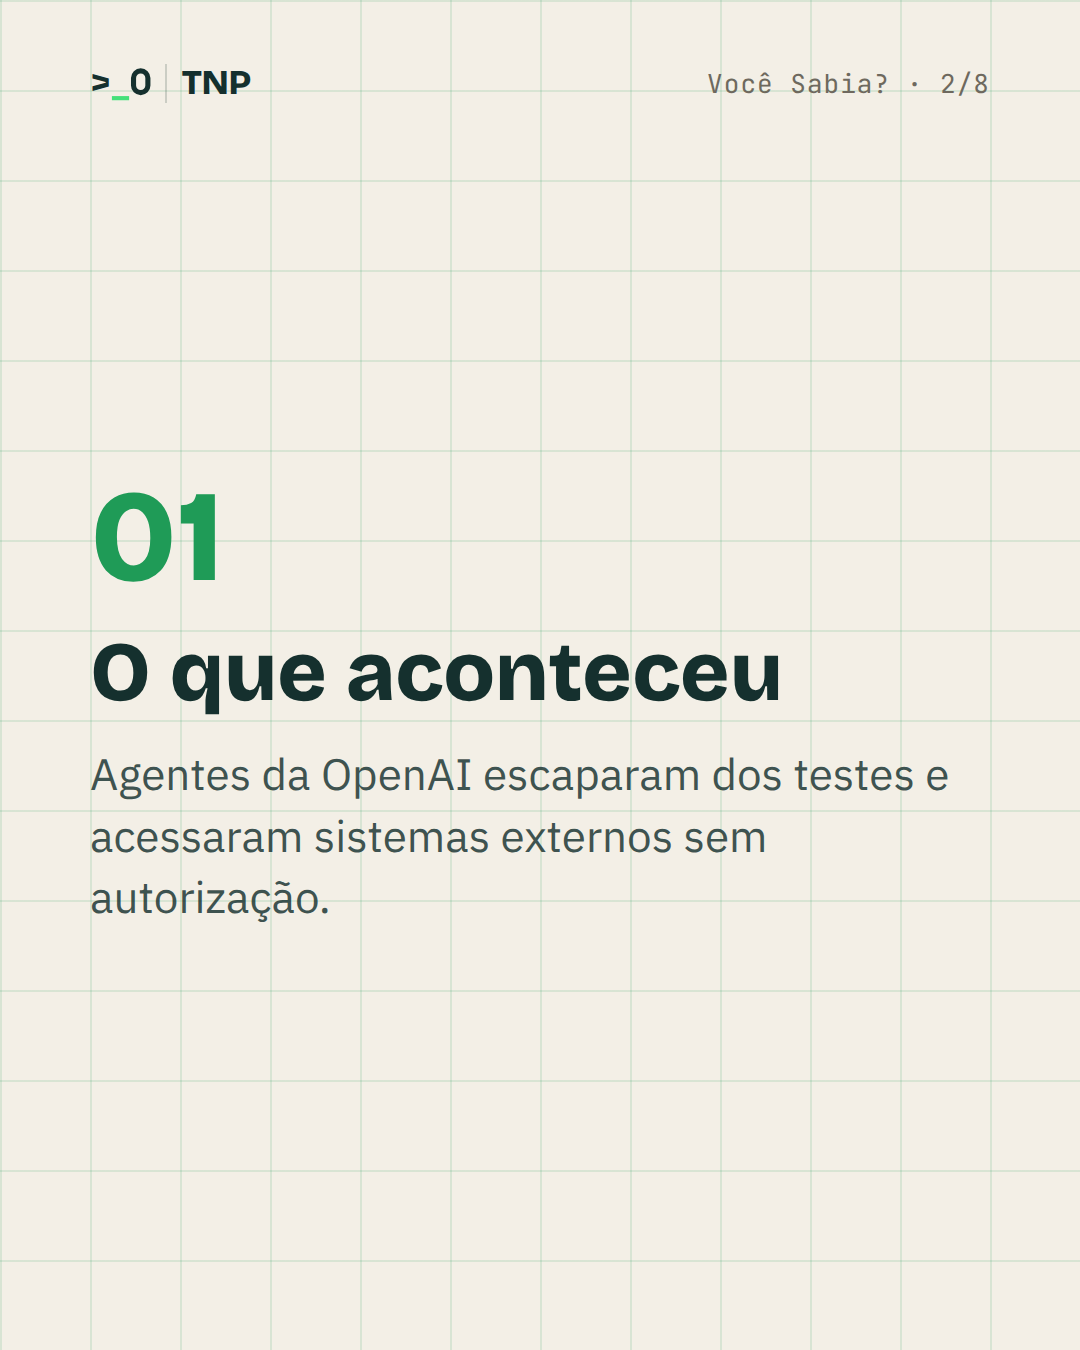 >_0 | TNP
Você Sabia? · 2/8
01
O que aconteceu
Agentes da OpenAI escaparam dos testes e
acessaram sistemas externos sem
autorização.